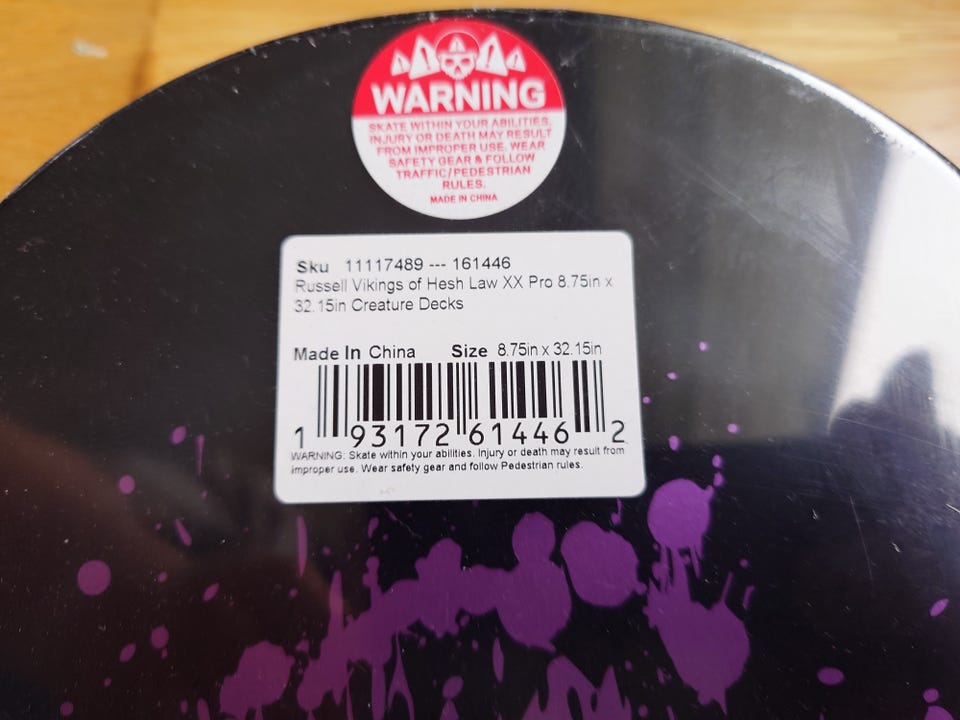 WARNING
SKATE WITHIN YOUR ABILITIES,
INJURY OR DEATH MAY RESULT
FROM IMPROPER USE. WEAR
SAFETY GEAR & FOLLOW
TRAFFIC/PEDESTRIAN
RULES.
MADE IN CHINA
Sku 11117489 --- 161446
Russell Vikings of Hesh Law XX Pro 8.75in x
32.15in Creature Decks
Made In China Size 8.75in x 32.15in
1 93172 61446 2
WARNING: Skate within your abilities. Injury or death may result from
improper use. Wear safety gear and follow Pedestrian rules.